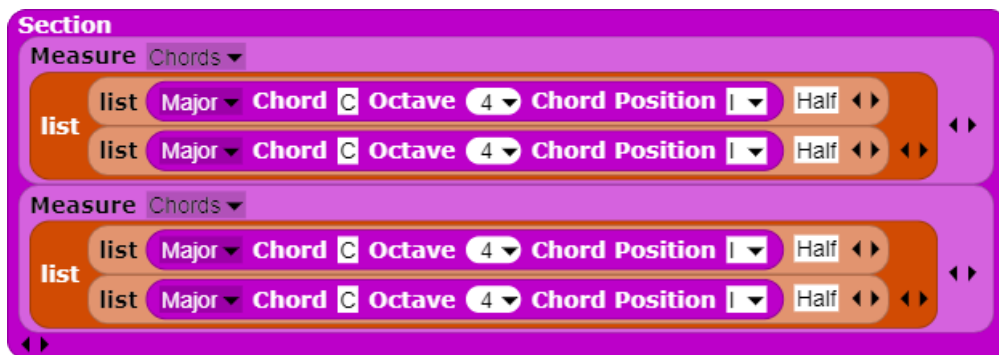 Section
Measure Chords
list
list Major Chord C Octave 4 Chord Position I Half
list Major Chord C Octave 4 Chord Position I Half
Measure Chords
list
list Major Chord C Octave 4 Chord Position I Half
list Major Chord C Octave 4 Chord Position I Half